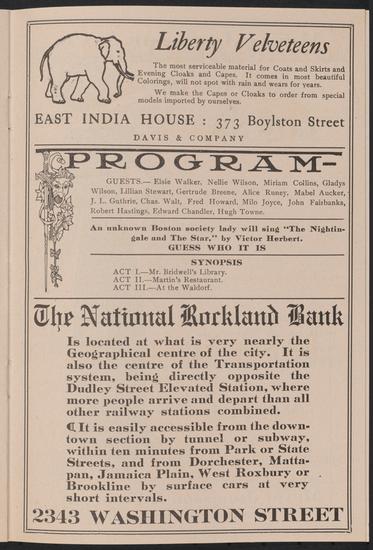 Liberty Velveteens
The most serviceable material for Coats and Skirts and
Evening Cloaks and Capes. It comes in most beautiful
Colorings, will not spot with rain and wears for years.
We make the Capes or Cloaks to order from special
models imported by ourselves.
EAST INDIA HOUSE : 373 Boylston Street
DAVIS & COMPANY
PROGRAM-
GUESTS.—Elsie Walker, Nellie Wilson, Miriam Collins, Gladys
Wilson, Lillian Stewart, Gertrude Breene, Alice Runey, Mabel Aucker,
J. L. Guthrie, Chas. Walt, Fred Howard, Milo Joyce, John Fairbanks,
Robert Hastings, Edward Chandler, Hugh Towne.
An unknown Boston society lady will sing "The Nightin-
gale and The Star," by Victor Herbert.
GUESS WHO IT IS
SYNOPSIS
ACT I.—Mr. Bridwell's Library.
ACT II.—Martin's Restaurant.
ACT III.—At the Waldorf.
The National Rockland Bank
Is located at what is very nearly the
Geographical centre of the city. It is
also the centre of the Transportation
system, being directly opposite the
Dudley Street Elevated Station, where
more people arrive and depart than all
other railway stations combined.
¶It is easily accessible from the down-
town section by tunnel or subway,
within ten minutes from Park or State
Streets, and from Dorchester, Matta-
pan, Jamaica Plain, West Roxbury or
Brookline by surface cars at very
short intervals.
2343 WASHINGTON STREET